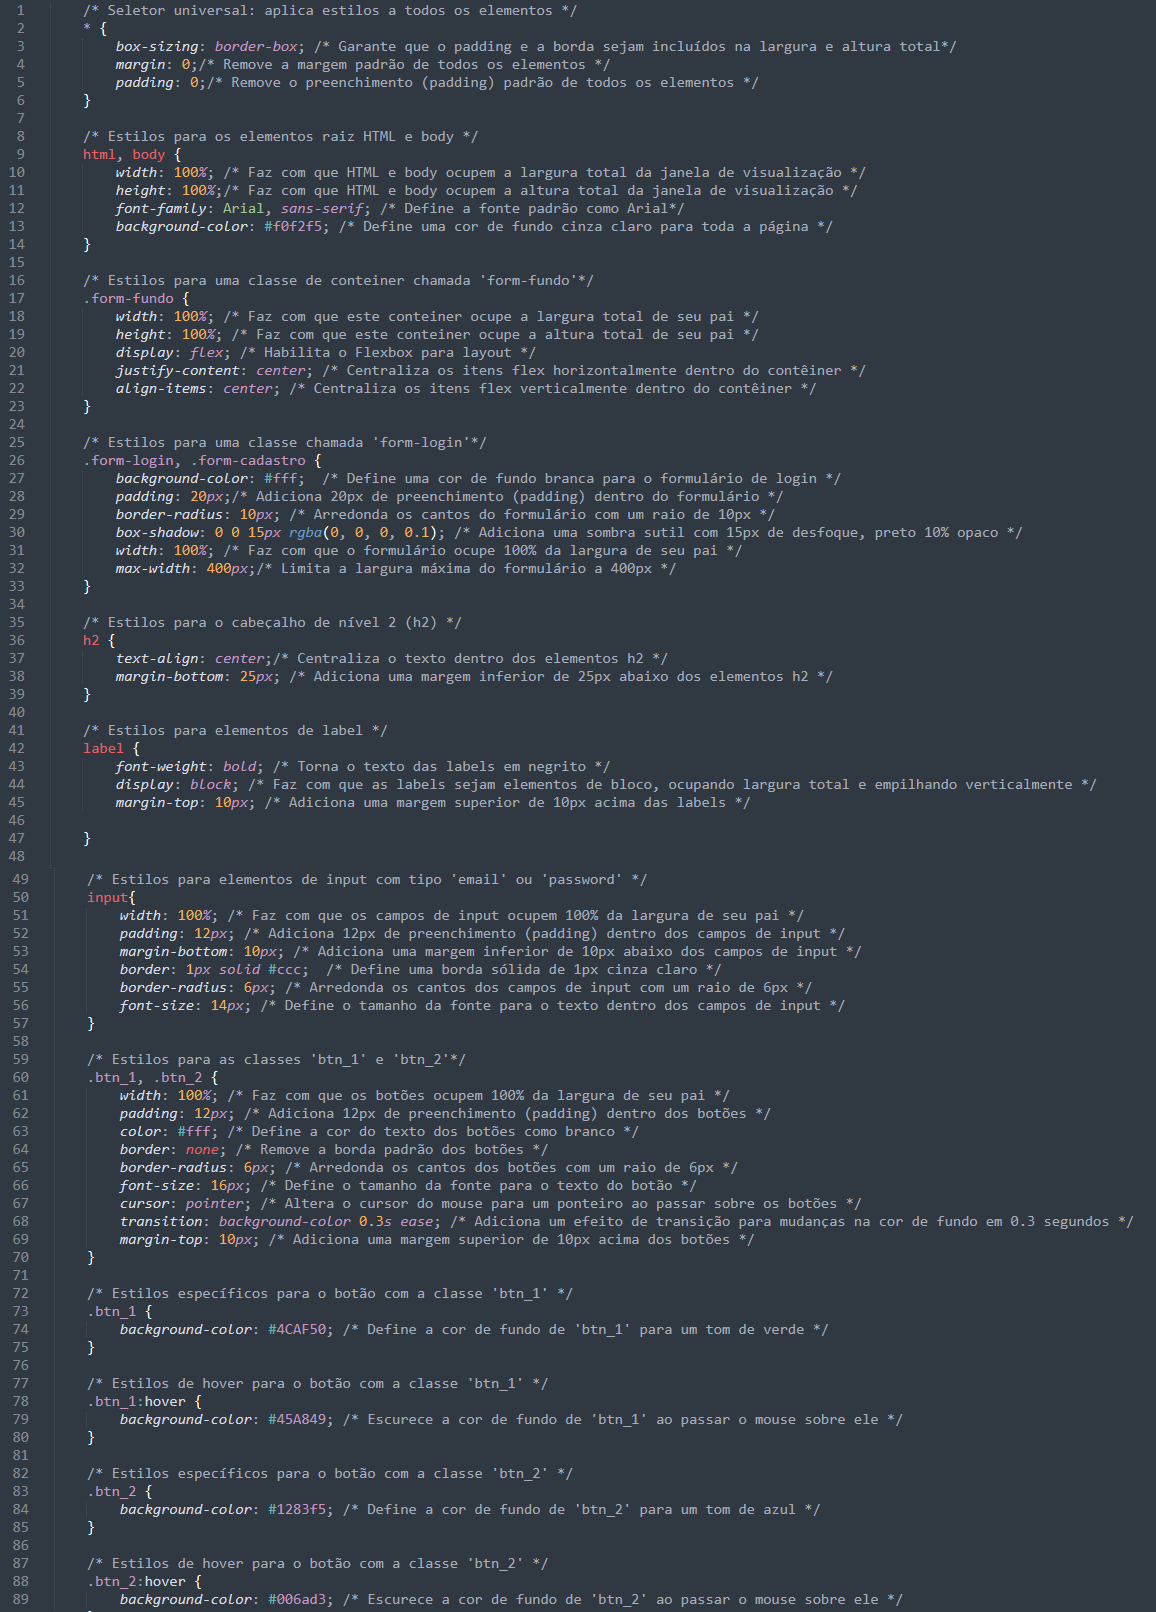 1 /* Seletor universal: aplica estilos a todos os elementos */
2 * {
3 box-sizing: border-box; /* Garante que o padding e a borda sejam incluídos na largura e altura total*/
4 margin: 0;/* Remove a margem padrão de todos os elementos */
5 padding: 0;/* Remove o preenchimento (padding) padrão de todos os elementos */
6 }
7
8 /* Estilos para os elementos raiz HTML e body */
9 html, body {
10 width: 100%; /* Faz com que HTML e body ocupem a largura total da janela de visualização */
11 height: 100%;/* Faz com que HTML e body ocupem a altura total da janela de visualização */
12 font-family: Arial, sans-serif; /* Define a fonte padrão como Arial*/
13 background-color: #f0f2f5; /* Define uma cor de fundo cinza claro para toda a página */
14 }
15
16 /* Estilos para uma classe de conteiner chamada 'form-fundo'*/
17 .form-fundo {
18 width: 100%; /* Faz com que este conteiner ocupe a largura total de seu pai */
19 height: 100%; /* Faz com que este conteiner ocupe a altura total de seu pai */
20 display: flex; /* Habilita o Flexbox para layout */
21 justify-content: center; /* Centraliza os itens flex horizontalmente dentro do contêiner */
22 align-items: center; /* Centraliza os itens flex verticalmente dentro do contêiner */
23 }
24
25 /* Estilos para uma classe chamada 'form-login'*/
26 .form-login, .form-cadastro {
27 background-color: #fff;  /* Define uma cor de fundo branca para o formulário de login */
28 padding: 20px;/* Adiciona 20px de preenchimento (padding) dentro do formulário */
29 border-radius: 10px; /* Arredonda os cantos do formulário com um raio de 10px */
30 box-shadow: 0 0 15px rgba(0, 0, 0, 0.1); /* Adiciona uma sombra sutil com 15px de desfoque, preto 10% opaco */
31 width: 100%; /* Faz com que o formulário ocupe 100% da largura de seu pai */
32 max-width: 400px;/* Limita a largura máxima do formulário a 400px */
33 }
34
35 /* Estilos para o cabeçalho de nível 2 (h2) */
36 h2 {
37 text-align: center;/* Centraliza o texto dentro dos elementos h2 */
38 margin-bottom: 25px; /* Adiciona uma margem inferior de 25px abaixo dos elementos h2 */
39 }
40
41 /* Estilos para elementos de label */
42 label {
43 font-weight: bold; /* Torna o texto das labels em negrito */
44 display: block; /* Faz com que as labels sejam elementos de bloco, ocupando largura total e empilhando verticalmente */
45 margin-top: 10px; /* Adiciona uma margem superior de 10px acima das labels */
46
47 }
48
49 /* Estilos para elementos de input com tipo 'email' ou 'password' */
50 input{
51 width: 100%; /* Faz com que os campos de input ocupem 100% da largura de seu pai */
52 padding: 12px; /* Adiciona 12px de preenchimento (padding) dentro dos campos de input */
53 margin-bottom: 10px; /* Adiciona uma margem inferior de 10px abaixo dos campos de input */
54 border: 1px solid #ccc;  /* Define uma borda sólida de 1px cinza claro */
55 border-radius: 6px; /* Arredonda os cantos dos campos de input com um raio de 6px */
56 font-size: 14px; /* Define o tamanho da fonte para o texto dentro dos campos de input */
57 }
58
59 /* Estilos para as classes 'btn_1' e 'btn_2'*/
60 .btn_1, .btn_2 {
61 width: 100%; /* Faz com que os botões ocupem 100% da largura de seu pai */
62 padding: 12px; /* Adiciona 12px de preenchimento (padding) dentro dos botões */
63 color: #fff; /* Define a cor do texto dos botões como branco */
64 border: none; /* Remove a borda padrão dos botões */
65 border-radius: 6px; /* Arredonda os cantos dos botões com um raio de 6px */
66 font-size: 16px; /* Define o tamanho da fonte para o texto do botão */
67 cursor: pointer; /* Altera o cursor do mouse para um ponteiro ao passar sobre os botões */
68 transition: background-color 0.3s ease; /* Adiciona um efeito de transição para mudanças na cor de fundo em 0.3 segundos */
69 margin-top: 10px; /* Adiciona uma margem superior de 10px acima dos botões */
70 }
71
72 /* Estilos específicos para o botão com a classe 'btn_1' */
73 .btn_1 {
74 background-color: #4CAF50; /* Define a cor de fundo de 'btn_1' para um tom de verde */
75 }
76
77 /* Estilos de hover para o botão com a classe 'btn_1' */
78 .btn_1:hover {
79 background-color: #45A849; /* Escurece a cor de fundo de 'btn_1' ao passar o mouse sobre ele */
80 }
81
82 /* Estilos específicos para o botão com a classe 'btn_2' */
83 .btn_2 {
84 background-color: #1283f5; /* Define a cor de fundo de 'btn_2' para um tom de azul */
85 }
86
87 /* Estilos de hover para o botão com a classe 'btn_2' */
88 .btn_2:hover {
89 background-color: #006ad3; /* Escurece a cor de fundo de 'btn_2' ao passar o mouse sobre ele */